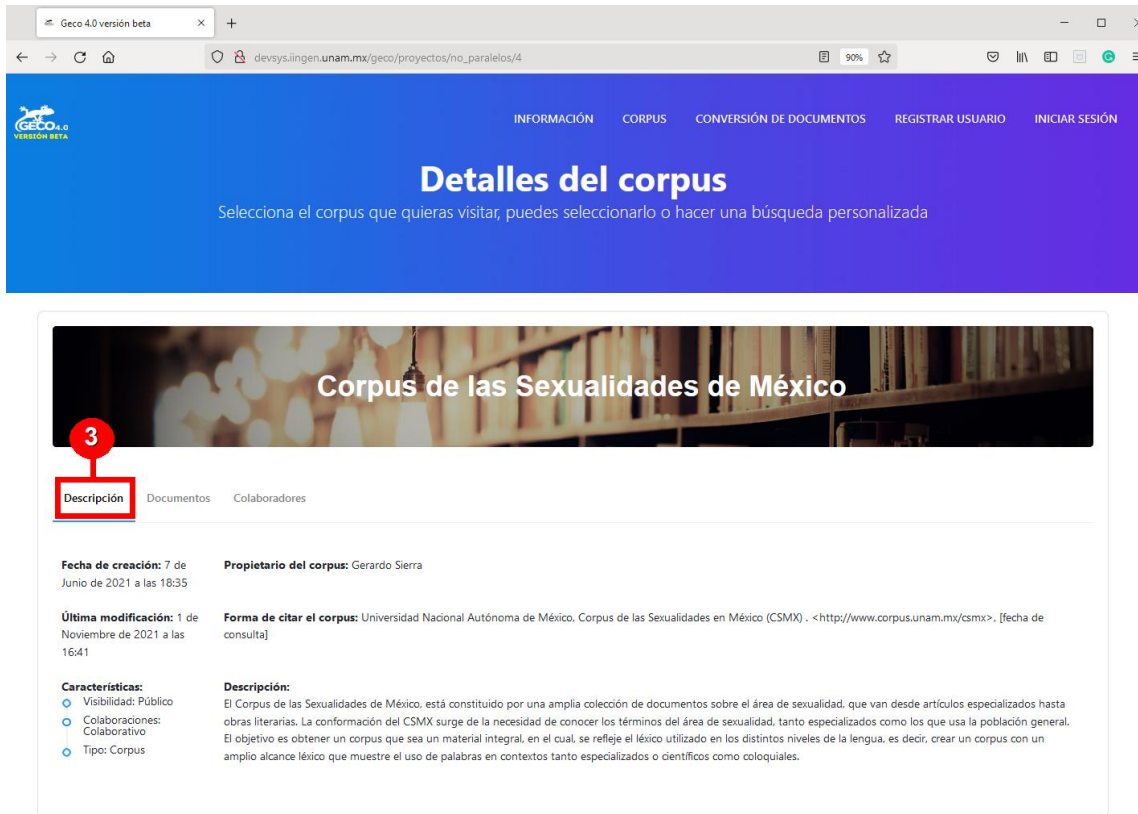 Geco 4.0 versión beta
devsys.iingen.unam.mx/geco/proyectos/no_paralelos/4
90%
GECO4.0
VERSIÓN BETA
INFORMACIÓN CORPUS CONVERSIÓN DE DOCUMENTOS REGISTRAR USUARIO INICIAR SESIÓN
Detalles del corpus
Selecciona el corpus que quieras visitar, puedes seleccionarlo o hacer una búsqueda personalizada
Corpus de las Sexualidades de México
3
Descripción Documentos Colaboradores
Fecha de creación: 7 de
Junio de 2021 a las 18:35
Propietario del corpus: Gerardo Sierra
Última modificación: 1 de
Noviembre de 2021 a las
16:41
Forma de citar el corpus: Universidad Nacional Autónoma de México, Corpus de las Sexualidades en México (CSMX) . <http://www.corpus.unam.mx/csmx>, [fecha de
consulta]
Características:
Visibilidad: Público
Colaboraciones:
Colaborativo
Tipo: Corpus
Descripción:
El Corpus de las Sexualidades de México, está constituido por una amplia colección de documentos sobre el área de sexualidad, que van desde artículos especializados hasta
obras literarias. La conformación del CSMX surge de la necesidad de conocer los términos del área de sexualidad, tanto especializados como los que usa la población general.
El objetivo es obtener un corpus que sea un material integral, en el cual, se refleje el léxico utilizado en los distintos niveles de la lengua, es decir, crear un corpus con un
amplio alcance léxico que muestre el uso de palabras en contextos tanto especializados o científicos como coloquiales.